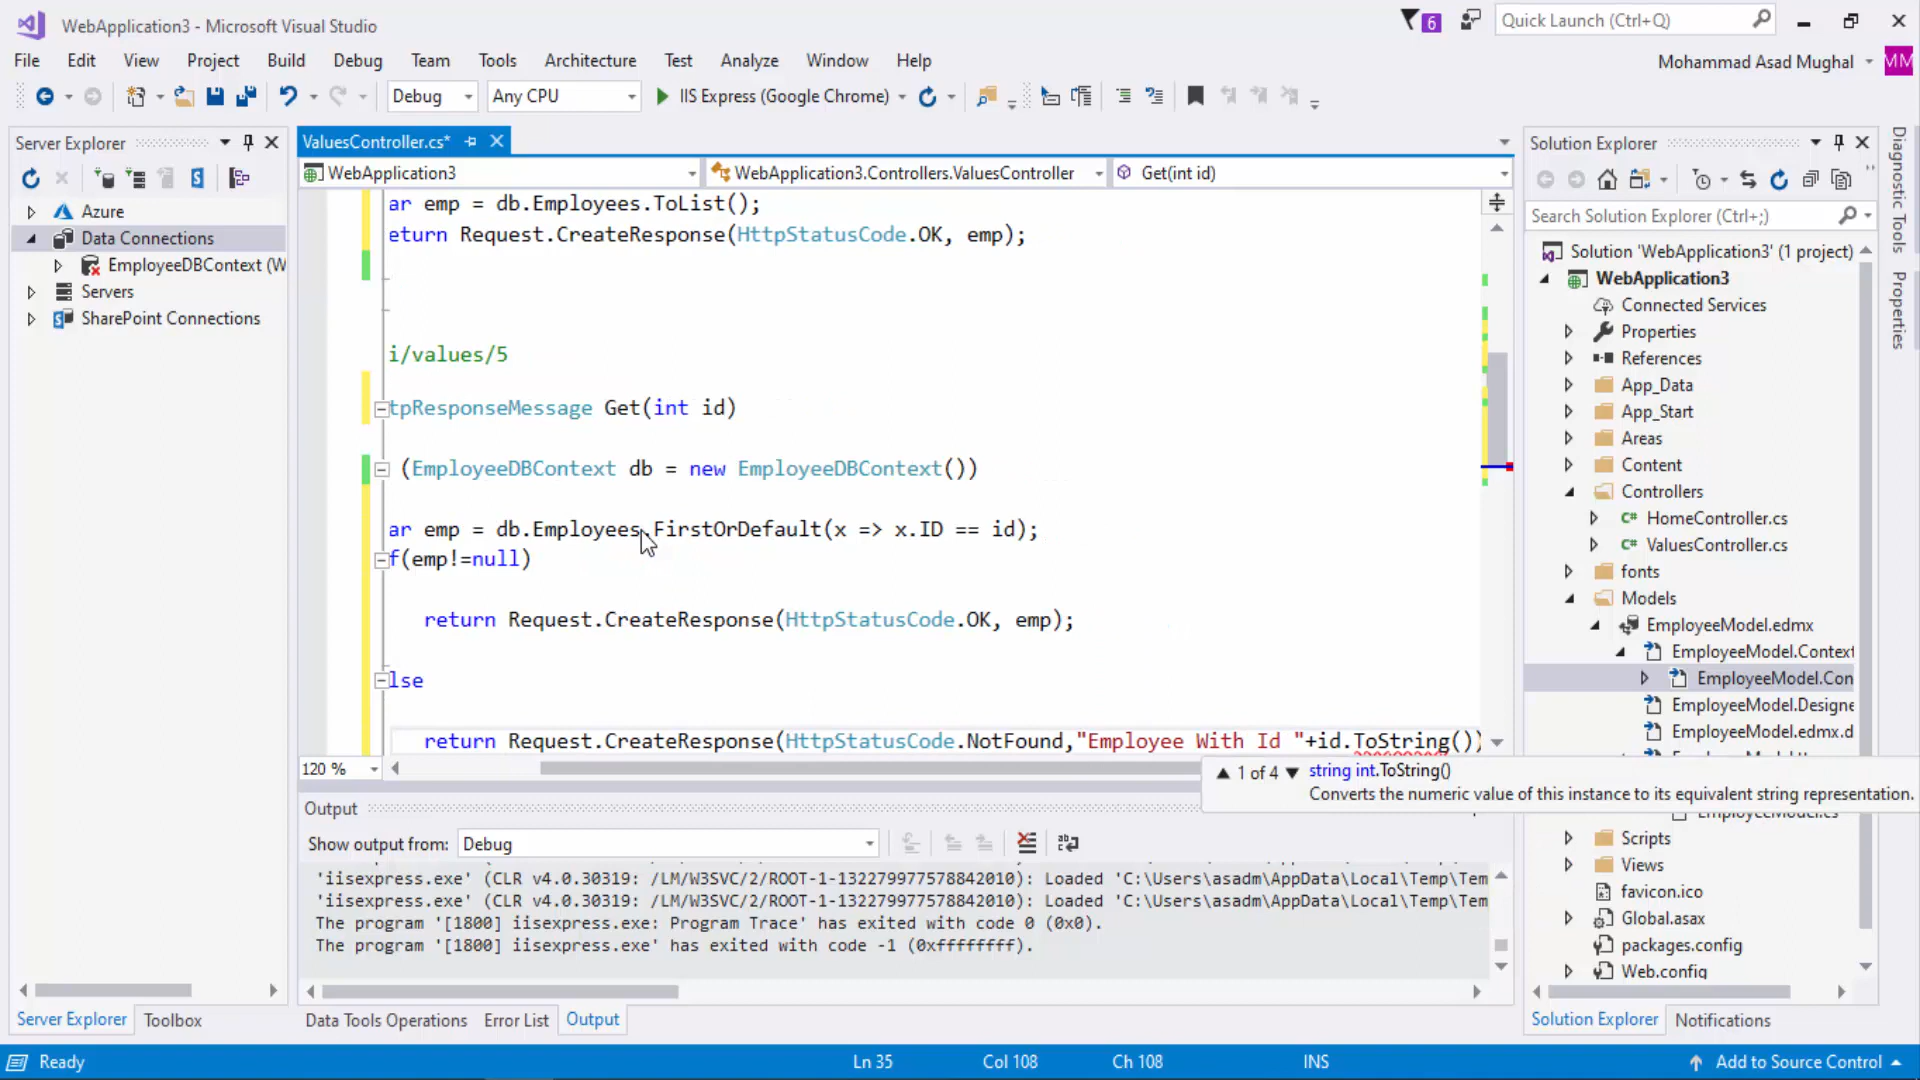 WebApplication3 - Microsoft Visual Studio
6
Quick Launch (Ctrl+Q)
File Edit View Project Build Debug Team Tools Architecture Test Analyze Window Help
Mohammad Asad Mughal
MM
Debug
Any CPU
IIS Express (Google Chrome)
Server Explorer
Azure
Data Connections
EmployeeDBContext (W
Servers
SharePoint Connections
ValuesController.cs*
WebApplication3
WebApplication3.Controllers.ValuesController
Get(int id)
ar emp = db.Employees.ToList();
eturn Request.CreateResponse(HttpStatusCode.OK, emp);
i/values/5
tpResponseMessage Get(int id)
(EmployeeDBContext db = new EmployeeDBContext())
ar emp = db.Employees.FirstOrDefault(x => x.ID == id);
f(emp!=null)
return Request.CreateResponse(HttpStatusCode.OK, emp);
lse
return Request.CreateResponse(HttpStatusCode.NotFound,"Employee With Id "+id.ToString())
120 %
1 of 4 string int.ToString()
Converts the numeric value of this instance to its equivalent string representation.
Output
Show output from: Debug
'iisexpress.exe' (CLR v4.0.30319: /LM/W3SVC/2/ROOT-1-132279977578842010): Loaded 'C:\Users\asadm\AppData\Local\Temp\Tem
'iisexpress.exe' (CLR v4.0.30319: /LM/W3SVC/2/ROOT-1-132279977578842010): Loaded 'C:\Users\asadm\AppData\Local\Temp\Tem
The program '[1800] iisexpress.exe: Program Trace' has exited with code 0 (0x0).
The program '[1800] iisexpress.exe' has exited with code -1 (0xffffffff).
Solution Explorer
Search Solution Explorer (Ctrl+;)
Solution 'WebApplication3' (1 project)
WebApplication3
Connected Services
Properties
References
App_Data
App_Start
Areas
Content
Controllers
C# HomeController.cs
C# ValuesController.cs
fonts
Models
EmployeeModel.edmx
EmployeeModel.Context
EmployeeModel.Con
EmployeeModel.Designe
EmployeeModel.edmx.d
Scripts
Views
favicon.ico
Global.asax
packages.config
Web.config
Diagnostic Tools
Properties
Server Explorer Toolbox
Data Tools Operations Error List Output
Solution Explorer Notifications
Ready
Ln 35
Col 108
Ch 108
INS
Add to Source Control